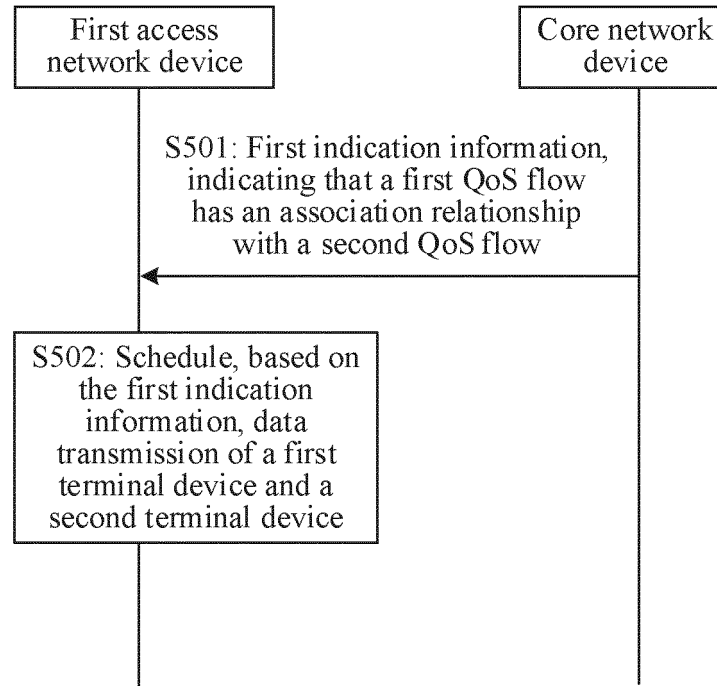 First access
network device
Core network
device
S501: First indication information,
indicating that a first QoS flow
has an association relationship
with a second QoS flow
S502: Schedule, based on
the first indication
information, data
transmission of a first
terminal device and a
second terminal device